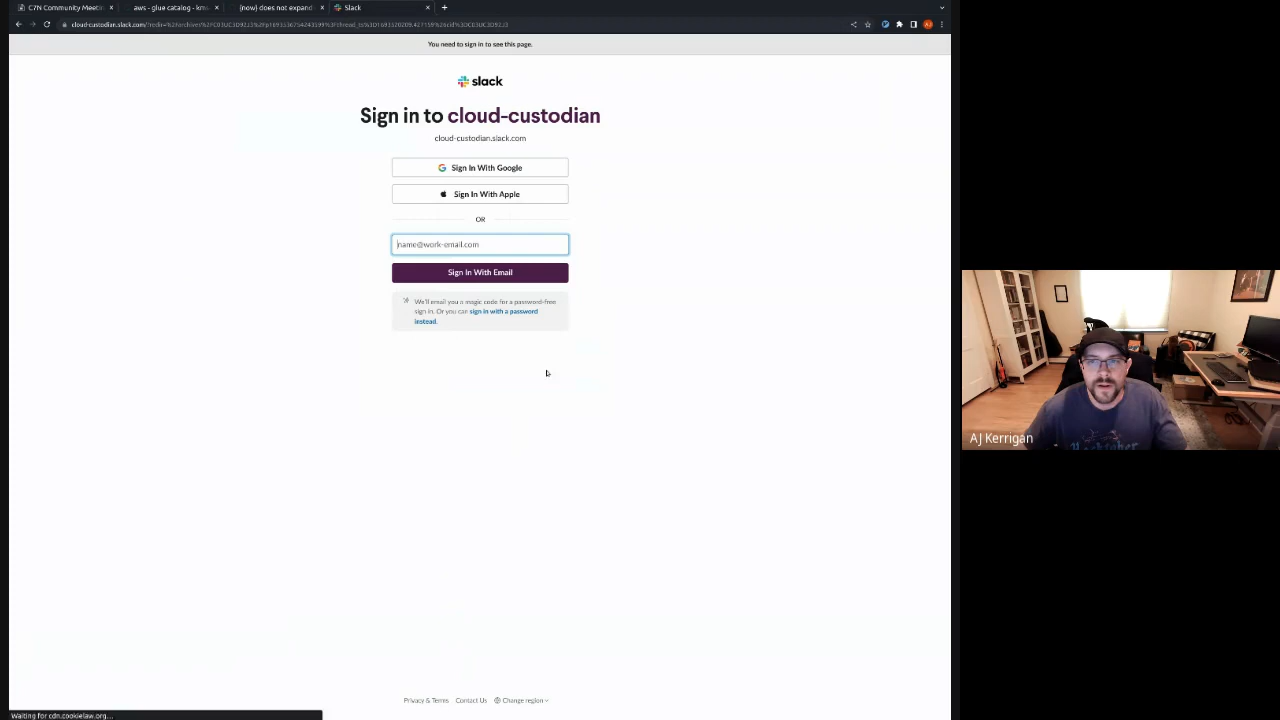 C7N Community Meetin
aws - glue catalog - kms
{now} does not expand
Slack
You need to sign in to see this page.
slack
Sign in to cloud-custodian
cloud-custodian.slack.com
Sign In With Google
Sign In With Apple
OR
name@work-email.com
Sign In With Email
We'll email you a magic code for a password-free
sign in. Or you can sign in with a password
instead.
AJ Kerrigan
Privacy & Terms
Contact Us
Change region
Waiting for cdn.cookielaw.org...